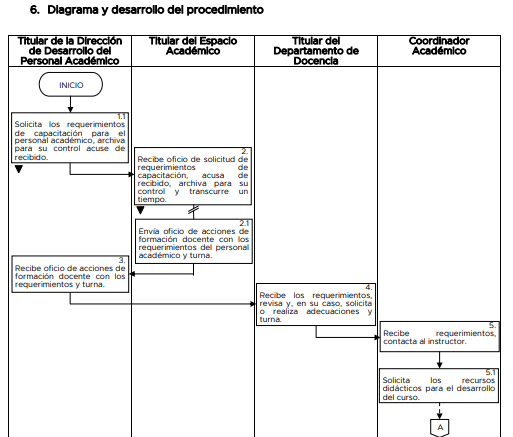 6. Diagrama y desarrollo del procedimiento
Titular de la Dirección
de Desarrollo del
Personal Académico
Titular del Espacio
Académico
Titular del
Departamento de
Docencia
Coordinador
Académico
INICIO
1.1
Solicita los requerimientos
de capacitación para el
personal académico, archiva
para su control acuse de
recibido.
2.
Recibe oficio de solicitud de
requerimientos de
capacitación, acusa de
recibido, archiva para su
control y transcurre un
tiempo.
2.1
Envía oficio de acciones de
formación docente con los
requerimientos del personal
académico y turna.
3.
Recibe oficio de acciones de
formación docente con los
requerimientos y turna.
4.
Recibe los requerimientos,
revisa y, en su caso, solicita
o realiza adecuaciones y
turna.
5.
Recibe requerimientos,
contacta al instructor.
5.1
Solicita los recursos
didácticos para el desarrollo
del curso.
A